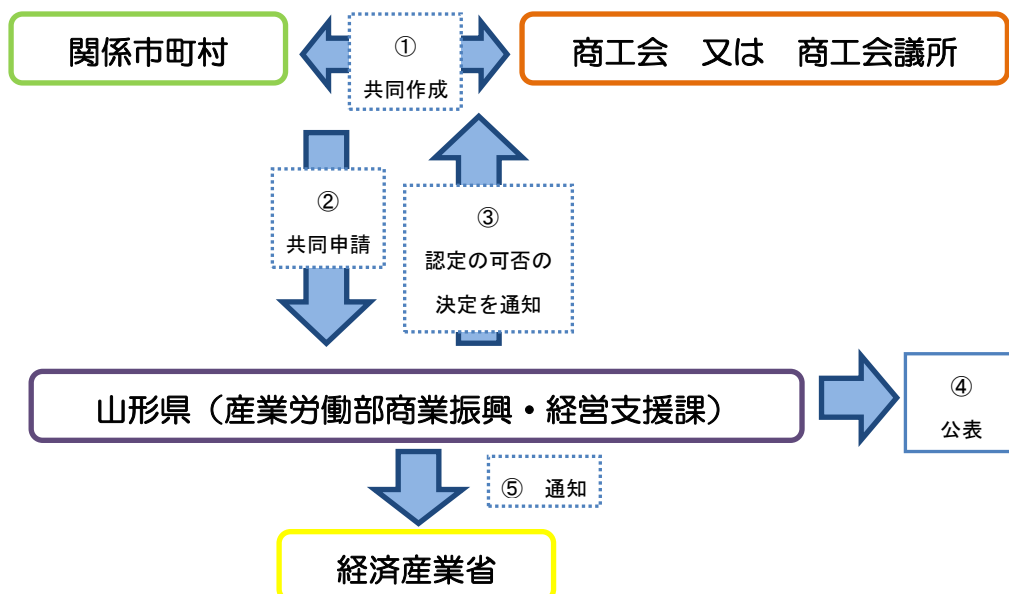 関係市町村
①
共同作成
商工会　又は　商工会議所
②
共同申請
③
認定の可否の
決定を通知
山形県（産業労働部商業振興・経営支援課）
④
公表
⑤　通知
経済産業省